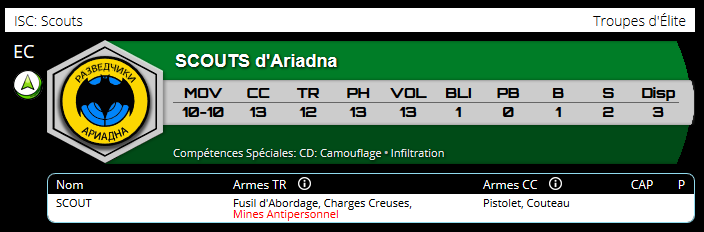 ISC: Scouts Troupes d'Élite
EC
SCOUTS d'Ariadna
РАЗВЕДЧИКИ
АРИАДНА
MOV CC TR PH VOL BLI PB B S Disp
10-10 13 12 13 13 1 0 1 2 3
Compétences Spéciales: CD: Camouflage • Infiltration
Nom Armes TR Armes CC CAP P
SCOUT Fusil d'Abordage, Charges Creuses, Pistolet, Couteau
Mines Antipersonnel